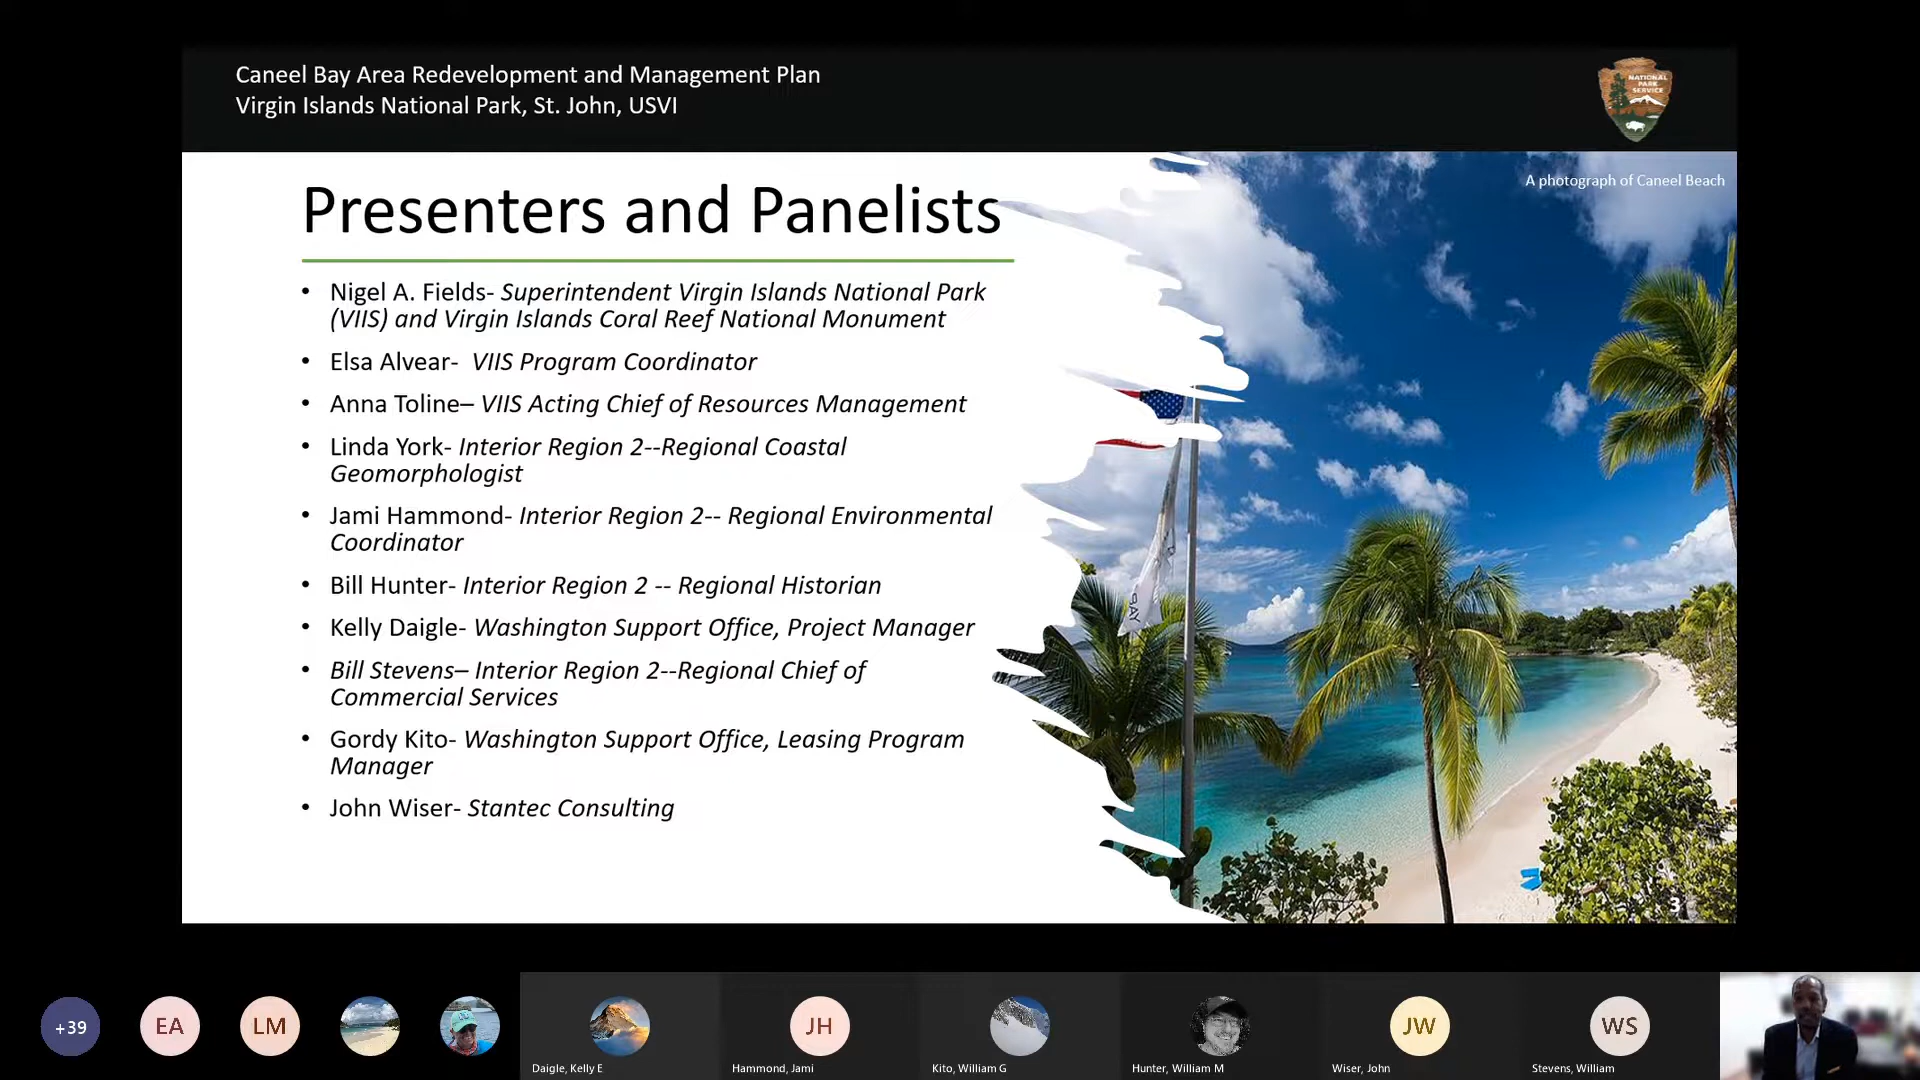 Caneel Bay Area Redevelopment and Management Plan
Virgin Islands National Park, St. John, USVI
NATIONAL
PARK
SERVICE
A photograph of Caneel Beach
Presenters and Panelists
• Nigel A. Fields- Superintendent Virgin Islands National Park
(VIIS) and Virgin Islands Coral Reef National Monument
• Elsa Alvear-  VIIS Program Coordinator
• Anna Toline– VIIS Acting Chief of Resources Management
• Linda York- Interior Region 2--Regional Coastal
Geomorphologist
• Jami Hammond- Interior Region 2-- Regional Environmental
Coordinator
• Bill Hunter- Interior Region 2 -- Regional Historian
• Kelly Daigle- Washington Support Office, Project Manager
• Bill Stevens– Interior Region 2--Regional Chief of
Commercial Services
• Gordy Kito- Washington Support Office, Leasing Program
Manager
• John Wiser- Stantec Consulting
BAY
3
+39
EA
LM
JH
JW
WS
Daigle, Kelly E
Hammond, Jami
Kito, William G
Hunter, William M
Wiser, John
Stevens, William